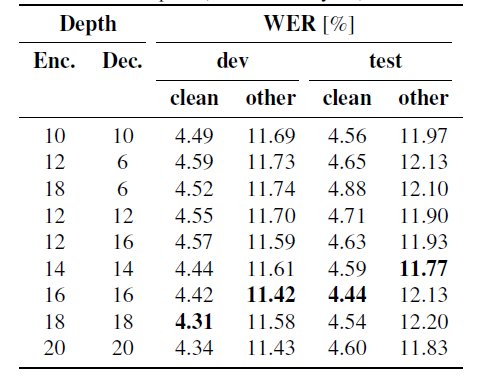 Depth WER [%]
Enc. Dec. dev test
clean other clean other
10 10 4.49 11.69 4.56 11.97
12 6 4.59 11.73 4.65 12.13
18 6 4.52 11.74 4.88 12.10
12 12 4.55 11.70 4.71 11.90
12 16 4.57 11.59 4.63 11.93
14 14 4.44 11.61 4.59 11.77
16 16 4.42 11.42 4.44 12.13
18 18 4.31 11.58 4.54 12.20
20 20 4.34 11.43 4.60 11.83